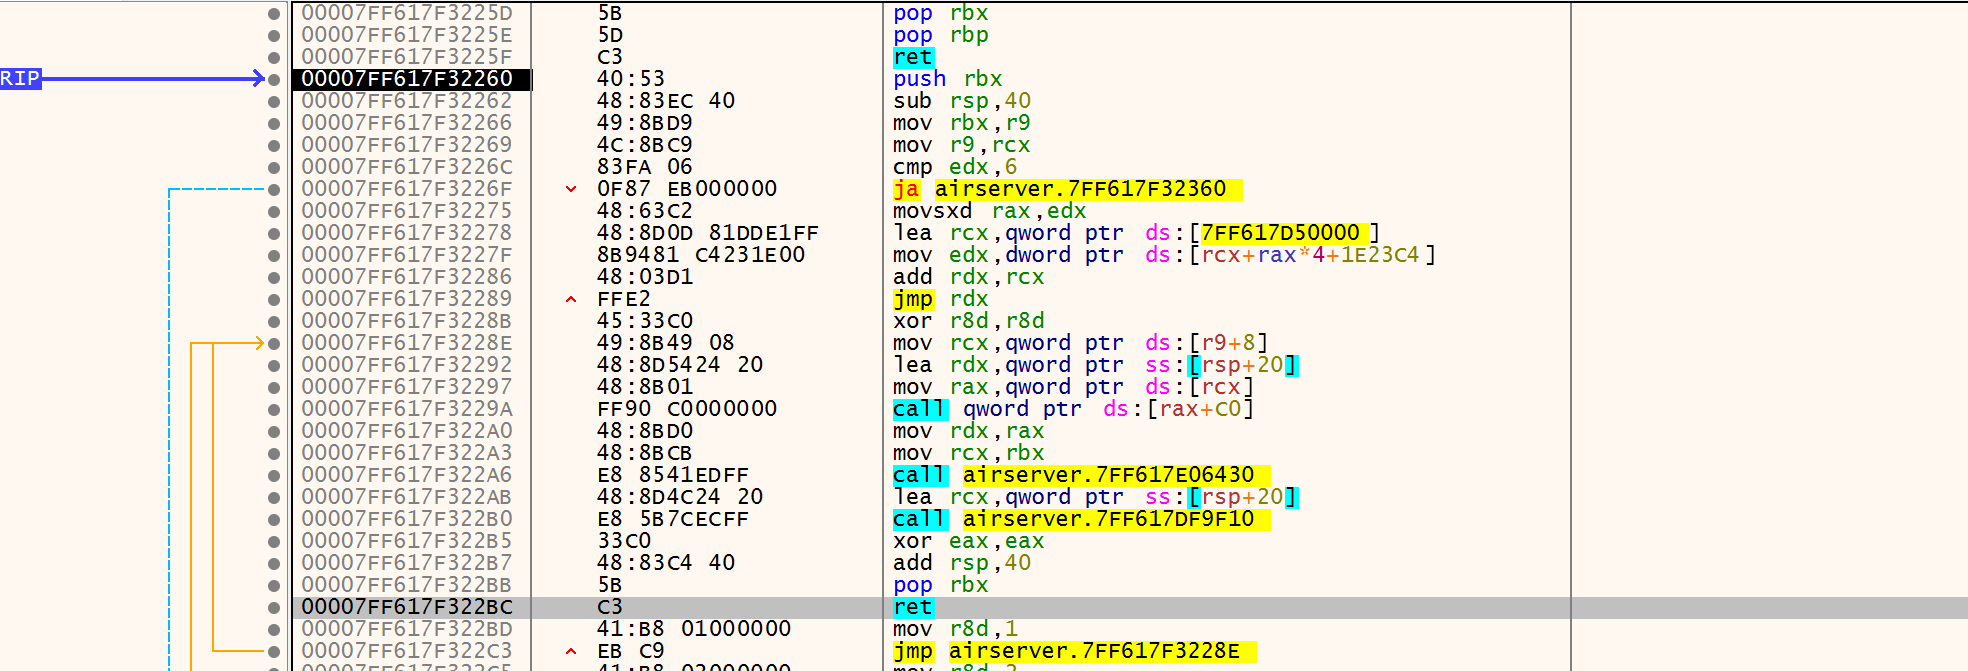 00007FF617F3225D 5B pop rbx
00007FF617F3225E 5D pop rbp
00007FF617F3225F C3 ret
RIP 00007FF617F32260 40:53 push rbx
00007FF617F32262 48:83EC 40 sub rsp,40
00007FF617F32266 49:8BD9 mov rbx,r9
00007FF617F32269 4C:8BC9 mov r9,rcx
00007FF617F3226C 83FA 06 cmp edx,6
00007FF617F3226F 0F87 EB000000 ja airserver.7FF617F32360
00007FF617F32275 48:63C2 movsxd rax,edx
00007FF617F32278 48:8D0D 81DDE1FF lea rcx,qword ptr ds:[7FF617D50000]
00007FF617F3227F 8B9481 C4231E00 mov edx,dword ptr ds:[rcx+rax*4+1E23C4]
00007FF617F32286 48:03D1 add rdx,rcx
00007FF617F32289 FFE2 jmp rdx
00007FF617F3228B 45:33C0 xor r8d,r8d
00007FF617F3228E 49:8B49 08 mov rcx,qword ptr ds:[r9+8]
00007FF617F32292 48:8D5424 20 lea rdx,qword ptr ss:[rsp+20]
00007FF617F32297 48:8B01 mov rax,qword ptr ds:[rcx]
00007FF617F3229A FF90 C0000000 call qword ptr ds:[rax+C0]
00007FF617F322A0 48:8BD0 mov rdx,rax
00007FF617F322A3 48:8BCB mov rcx,rbx
00007FF617F322A6 E8 8541EDFF call airserver.7FF617E06430
00007FF617F322AB 48:8D4C24 20 lea rcx,qword ptr ss:[rsp+20]
00007FF617F322B0 E8 5B7CECFF call airserver.7FF617DF9F10
00007FF617F322B5 33C0 xor eax,eax
00007FF617F322B7 48:83C4 40 add rsp,40
00007FF617F322BB 5B pop rbx
00007FF617F322BC C3 ret
00007FF617F322BD 41:B8 01000000 mov r8d,1
00007FF617F322C3 EB C9 jmp airserver.7FF617F3228E
00007FF617F322C5 41:B8 02000000 mov r8d,2